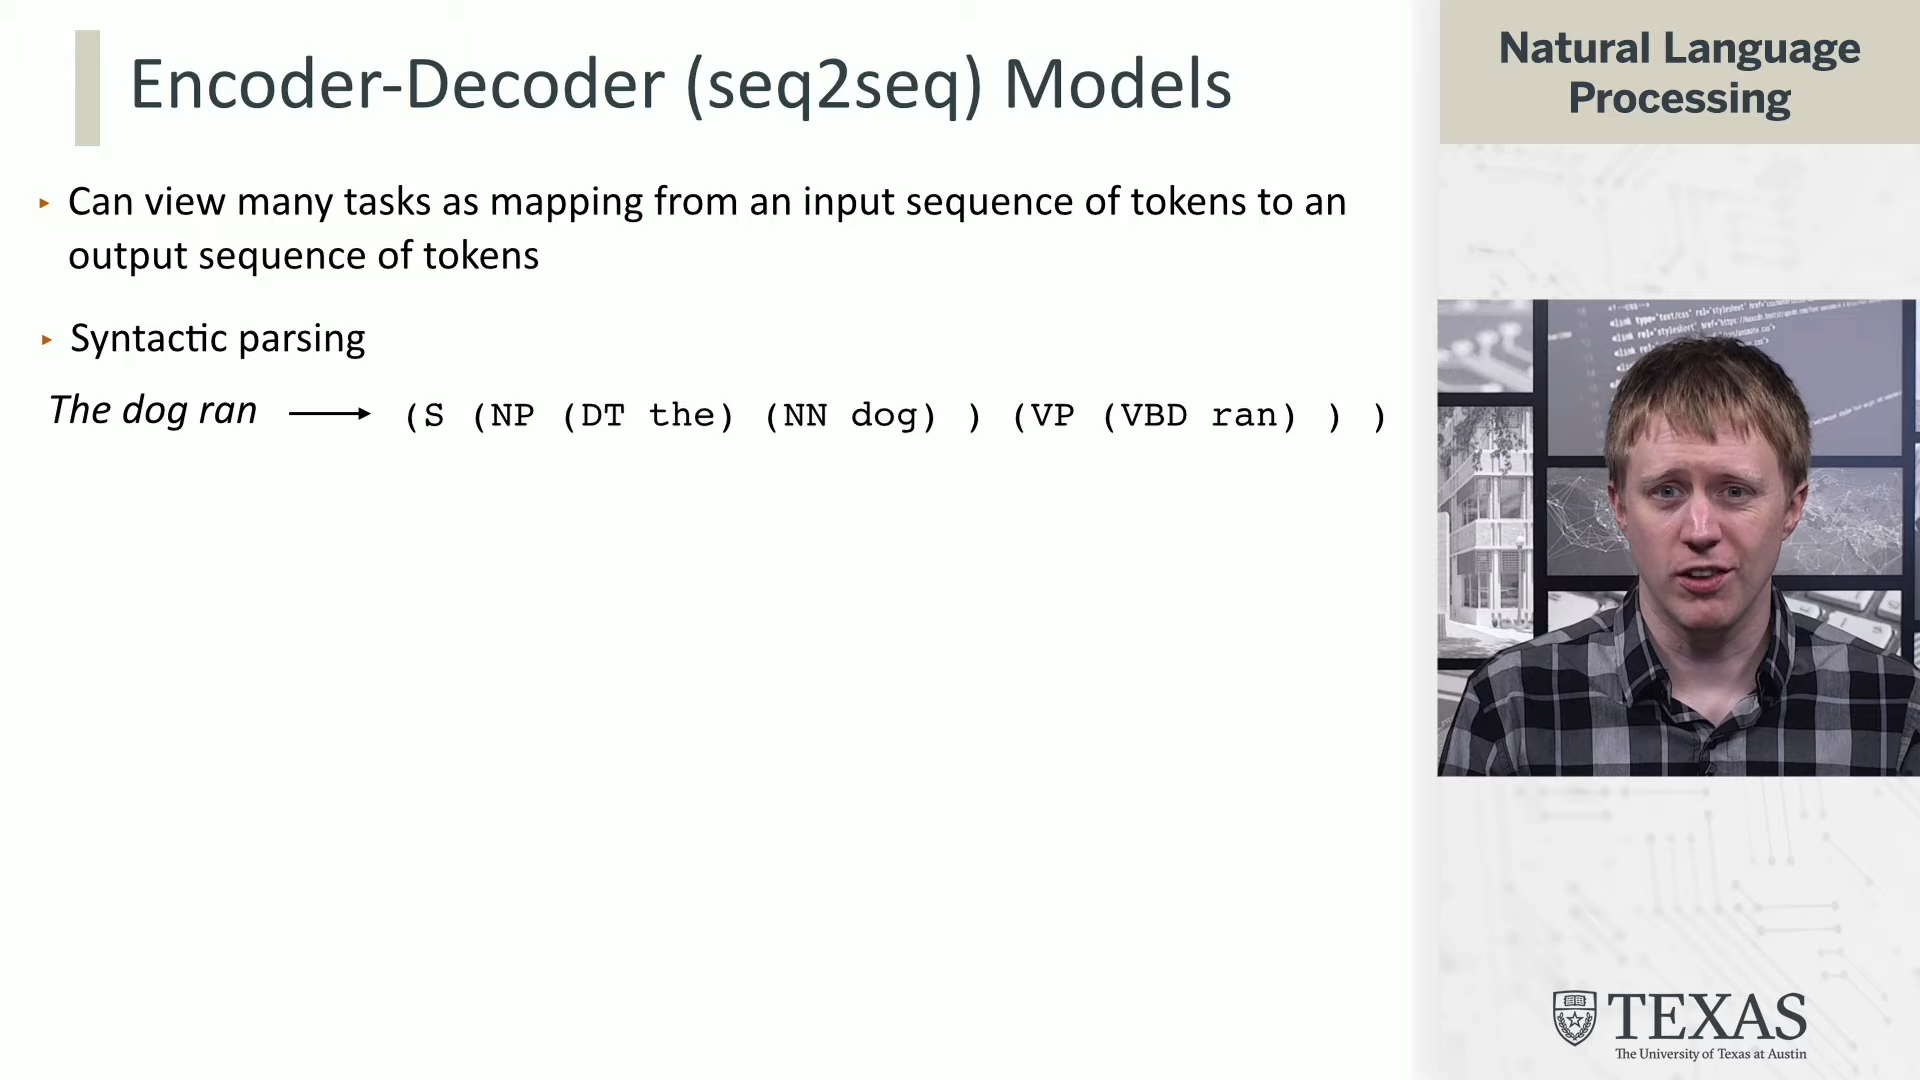 Encoder-Decoder (seq2seq) Models
‣ Can view many tasks as mapping from an input sequence of tokens to an
output sequence of tokens
‣ Syntactic parsing
The dog ran ⟶ (S (NP (DT the) (NN dog) ) (VP (VBD ran) ) )
Natural Language
Processing
TEXAS
The University of Texas at Austin